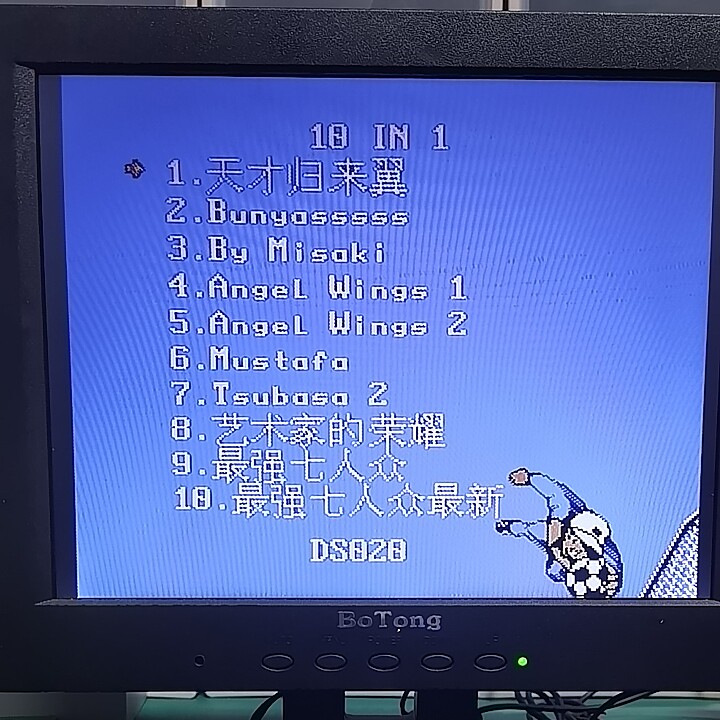 10 IN 1
1.天才归来翼
2.Bunyasssss
3.By Misaki
4.AngeL Wings 1
5.AngeL Wings 2
6.Mustafa
7.Tsubasa 2
8.艺术家的荣耀
9.最强七人众
10.最强七人众最新
DS020
BoTong